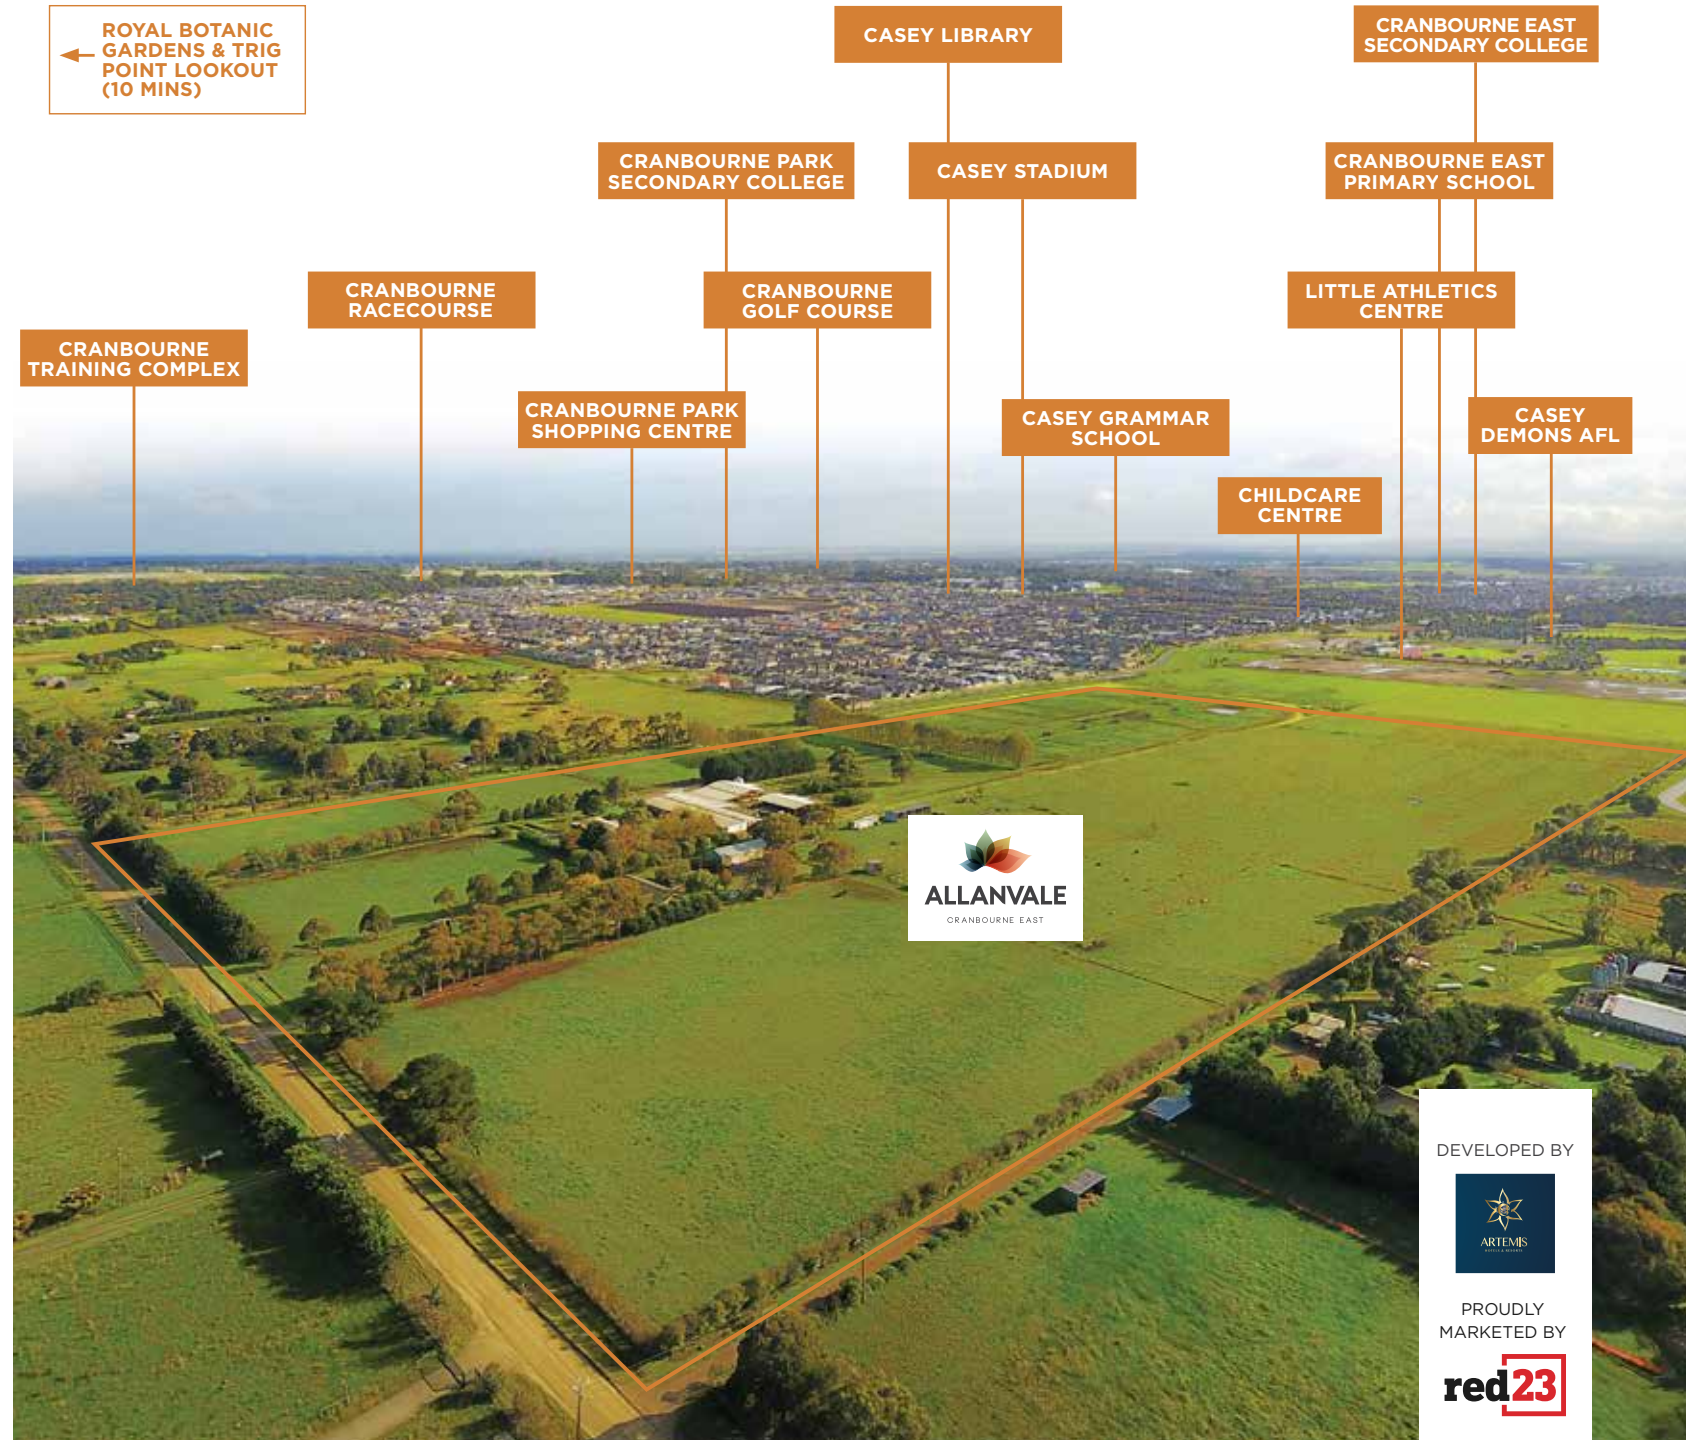 ROYAL BOTANIC
GARDENS & TRIG
POINT LOOKOUT
(10 MINS)
CASEY LIBRARY
CRANBOURNE EAST
SECONDARY COLLEGE
CRANBOURNE PARK
SECONDARY COLLEGE
CASEY STADIUM
CRANBOURNE EAST
PRIMARY SCHOOL
CRANBOURNE
RACECOURSE
CRANBOURNE
GOLF COURSE
LITTLE ATHLETICS
CENTRE
CRANBOURNE
TRAINING COMPLEX
CRANBOURNE PARK
SHOPPING CENTRE
CASEY GRAMMAR
SCHOOL
CASEY
DEMONS AFL
CHILDCARE
CENTRE
ALLANVALE
CRANBOURNE EAST
DEVELOPED BY
ARTEMIS
HOTELS & RESORTS
PROUDLY
MARKETED BY
red23